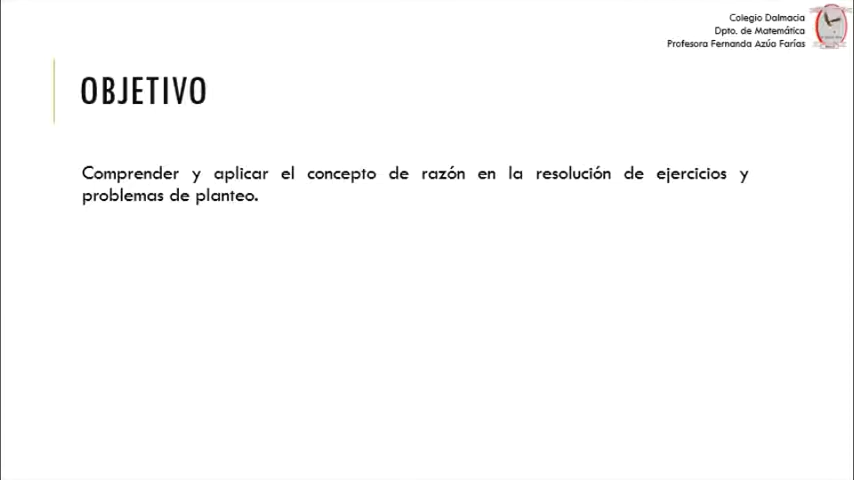 Colegio Dalmacia
Dpto. de Matemática
Profesora Fernanda Azúa Farías
OBJETIVO
Comprender y aplicar el concepto de razón en la resolución de ejercicios y
problemas de planteo.